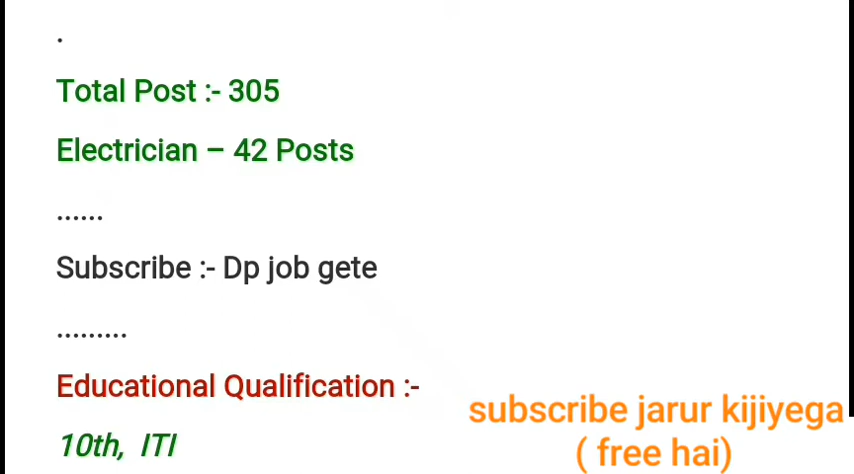 .
Total Post :- 305
Electrician – 42 Posts
......
Subscribe :- Dp job gete
.........
Educational Qualification :-
10th, ITI
subscribe jarur kijiyega
( free hai)